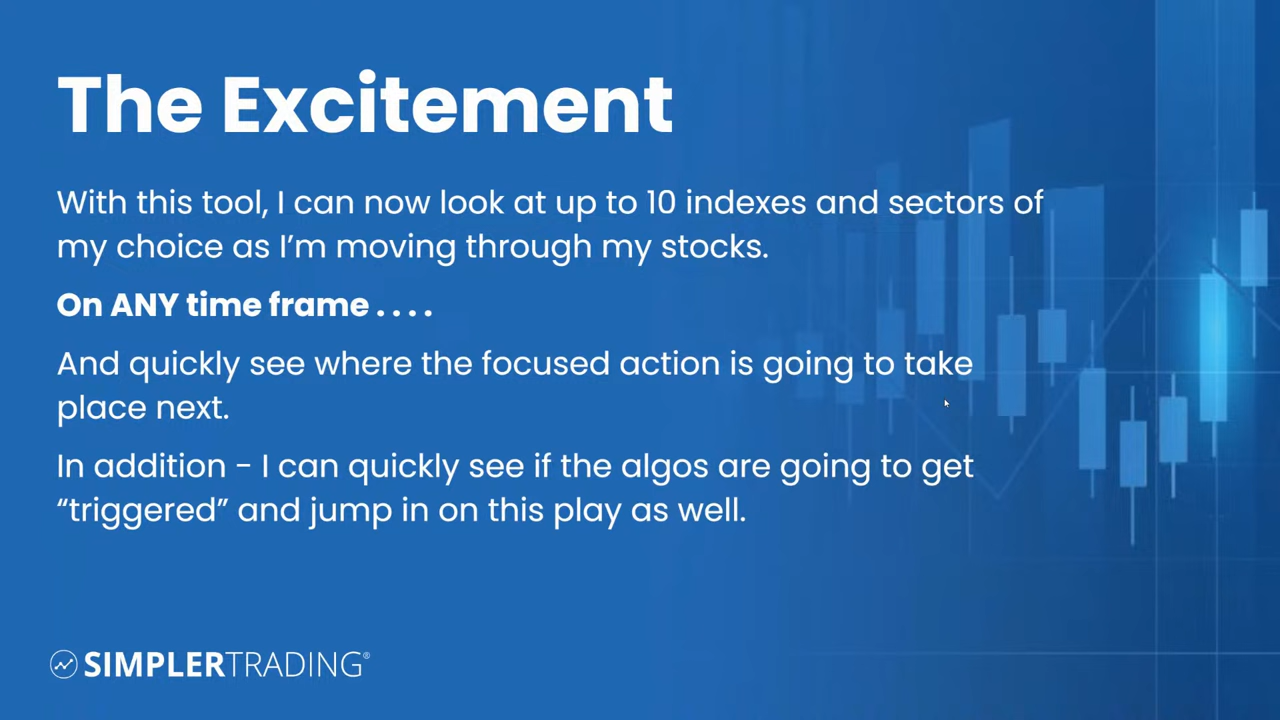 The Excitement
With this tool, I can now look at up to 10 indexes and sectors of
my choice as I’m moving through my stocks.
On ANY time frame . . . .
And quickly see where the focused action is going to take
place next.
In addition - I can quickly see if the algos are going to get
“triggered” and jump in on this play as well.
SIMPLERTRADING®